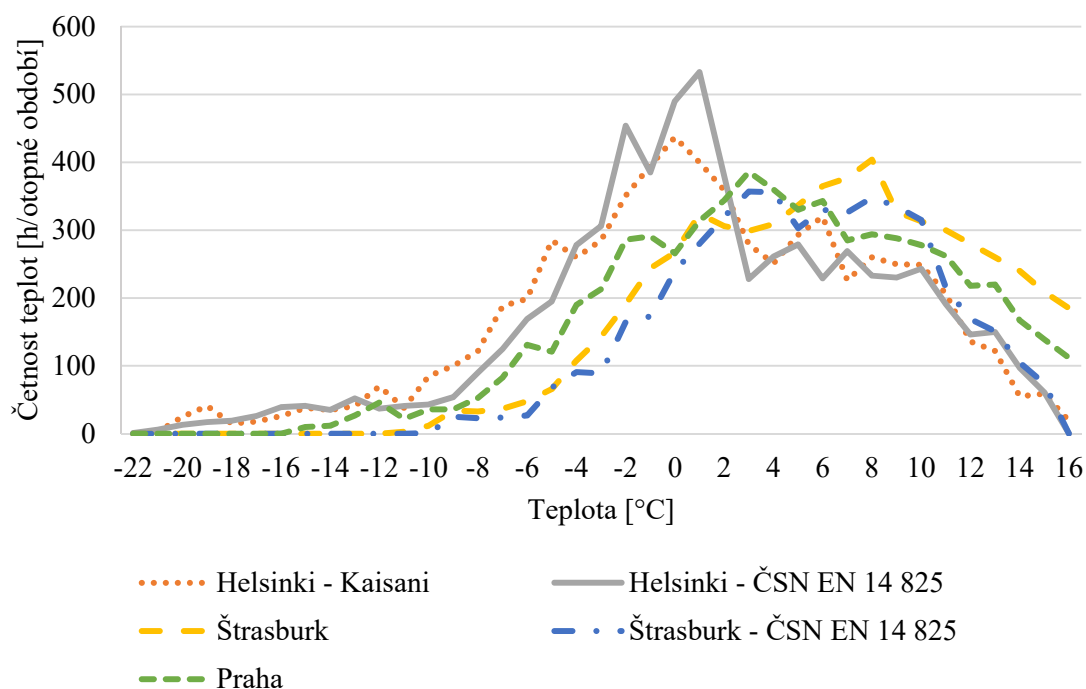 Četnost teplot [h/otopné období]
600
500
400
300
200
100
0
-22 -20 -18 -16 -14 -12 -10 -8 -6 -4 -2 0 2 4 6 8 10 12 14 16
Teplota [°C]
Helsinki - Kaisani
Helsinki - ČSN EN 14 825
Štrasburk
Štrasburk - ČSN EN 14 825
Praha